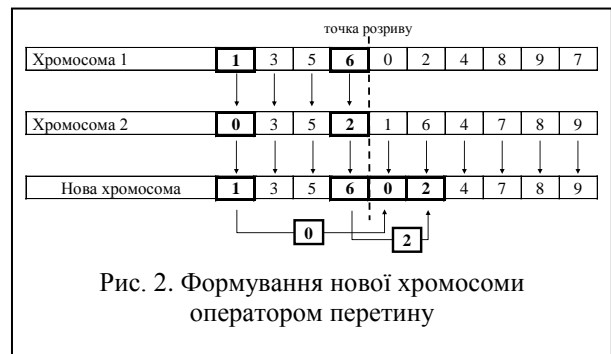 точка розриву
Хромосома 1 1 3 5 6 0 2 4 8 9 7
Хромосома 2 0 3 5 2 1 6 4 7 8 9
Нова хромосома 1 3 5 6 0 2 4 7 8 9
0
2
Рис. 2. Формування нової хромосоми
оператором перетину